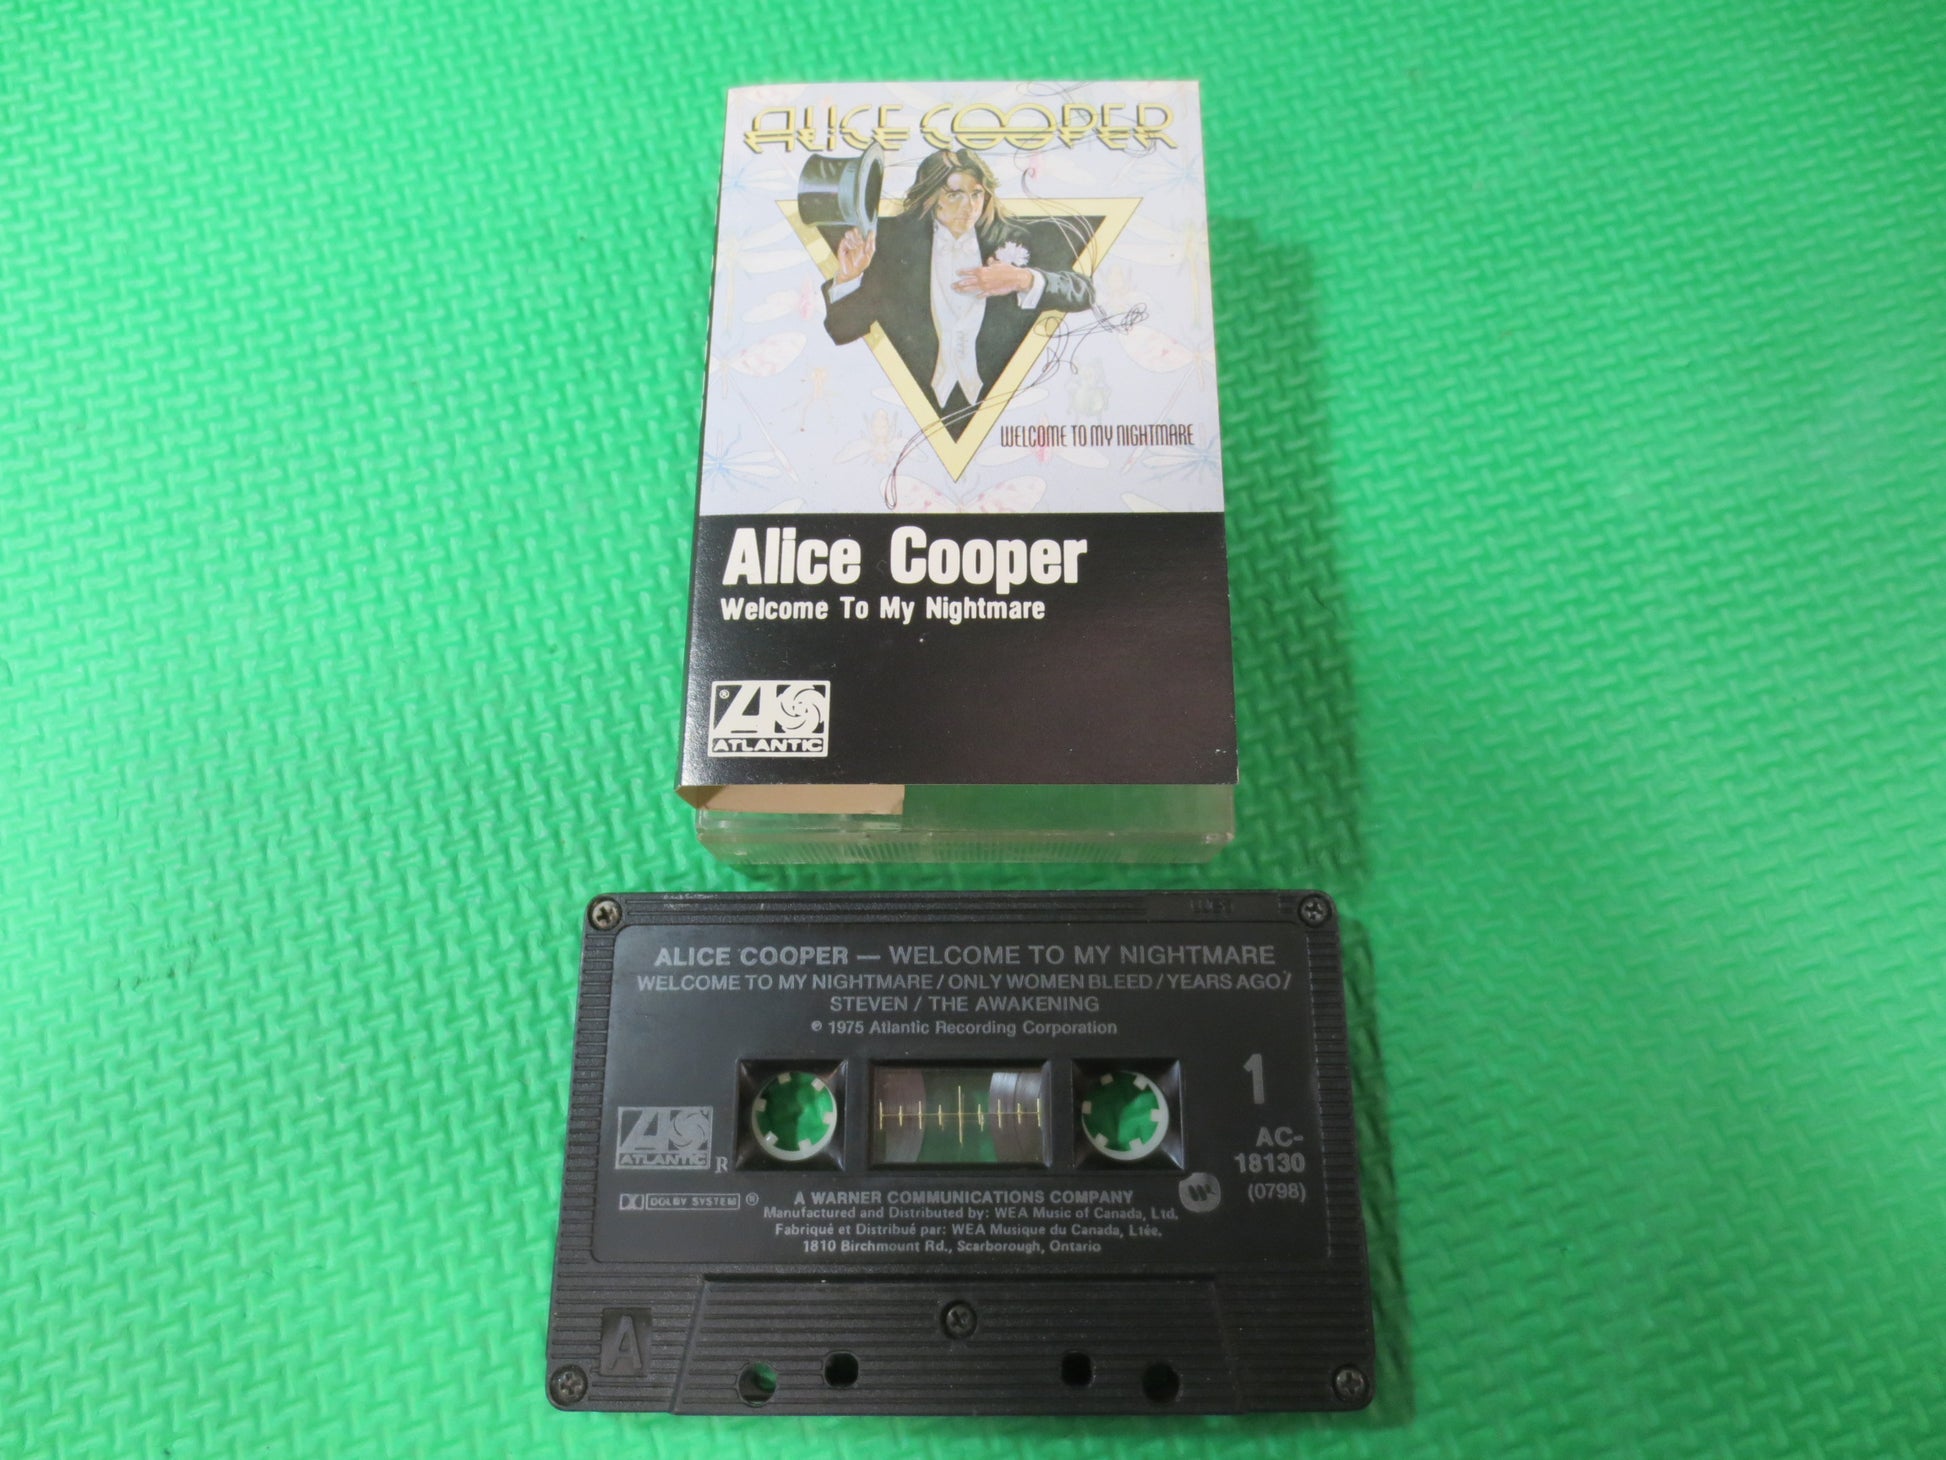 ALICE COOPER
WELCOME TO MY NIGHTMARE
Alice Cooper
Welcome To My Nightmare
®
ATLANTIC
ALICE COOPER — WELCOME TO MY NIGHTMARE
WELCOME TO MY NIGHTMARE / ONLY WOMEN BLEED / YEARS AGO /
STEVEN / THE AWAKENING
℗ 1975 Atlantic Recording Corporation
1
AC-
18130
(0798)
ATLANTIC R
DOLBY SYSTEM ®
A WARNER COMMUNICATIONS COMPANY
Manufactured and Distributed by: WEA Music of Canada, Ltd.
Fabriqué et Distribué par: WEA Musique du Canada, Ltée.
1810 Birchmount Rd., Scarborough, Ontario
A